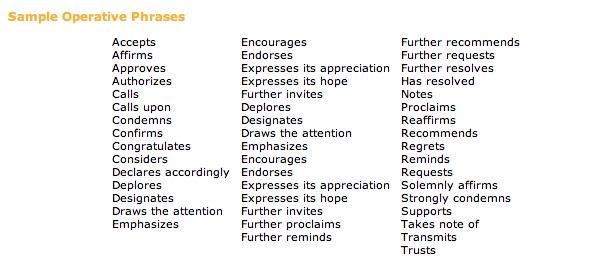 Sample Operative Phrases
Accepts
Affirms
Approves
Authorizes
Calls
Calls upon
Condemns
Confirms
Congratulates
Considers
Declares accordingly
Deplores
Designates
Draws the attention
Emphasizes
Encourages
Endorses
Expresses its appreciation
Expresses its hope
Further invites
Deplores
Designates
Draws the attention
Emphasizes
Encourages
Endorses
Expresses its appreciation
Expresses its hope
Further invites
Further proclaims
Further reminds
Further recommends
Further requests
Further resolves
Has resolved
Notes
Proclaims
Reaffirms
Recommends
Regrets
Reminds
Requests
Solemnly affirms
Strongly condemns
Supports
Takes note of
Transmits
Trusts